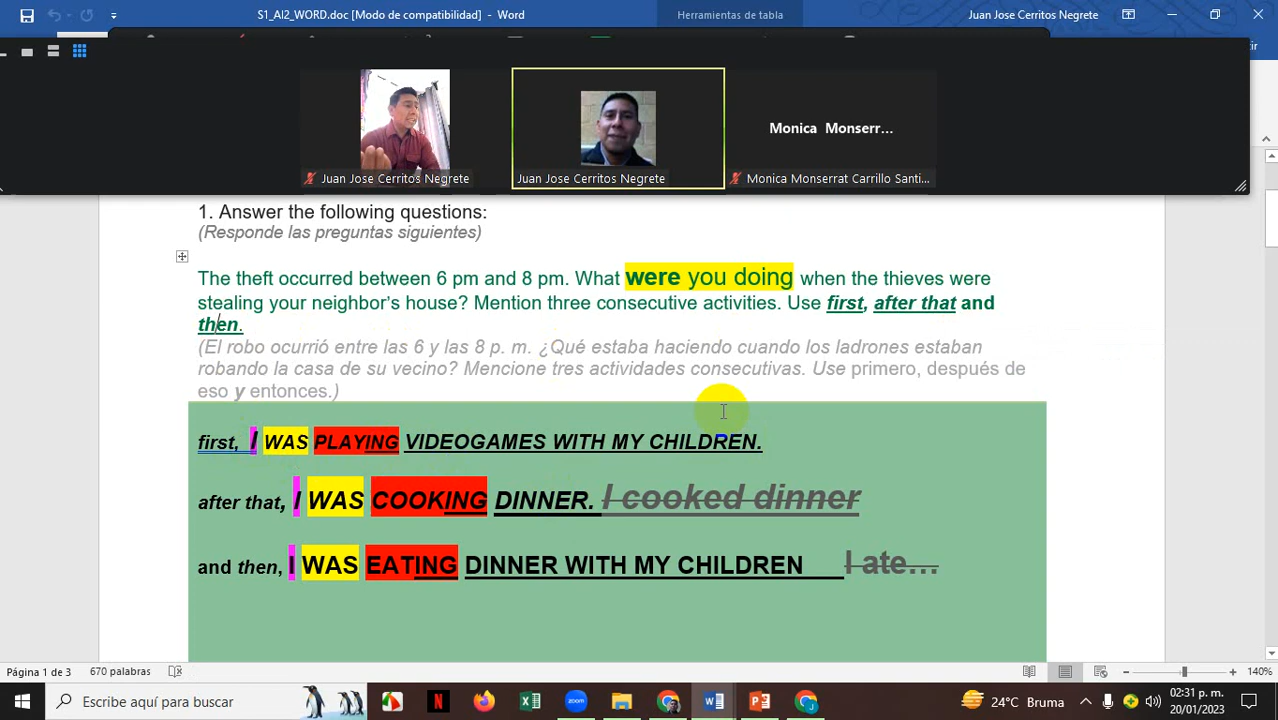 S1_AI2_WORD.doc [Modo de compatibilidad] - Word
Herramientas de tabla
Juan Jose Cerritos Negrete
tir
Juan Jose Cerritos Negrete
Juan Jose Cerritos Negrete
Monica Monserr...
Monica Monserrat Carrillo Santi...
1. Answer the following questions:
(Responde las preguntas siguientes)
The theft occurred between 6 pm and 8 pm. What were you doing when the thieves were
stealing your neighbor's house? Mention three consecutive activities. Use first, after that and
then.
(El robo ocurrió entre las 6 y las 8 p. m. ¿Qué estaba haciendo cuando los ladrones estaban
robando la casa de su vecino? Mencione tres actividades consecutivas. Use primero, después de
eso y entonces.)
first, I WAS PLAYING VIDEOGAMES WITH MY CHILDREN.
after that, I WAS COOKING DINNER. I cooked dinner
and then, I WAS EATING DINNER WITH MY CHILDREN I ate...
Página 1 de 3
670 palabras
140%
Escribe aquí para buscar
24°C Bruma
02:31 p. m.
20/01/2023